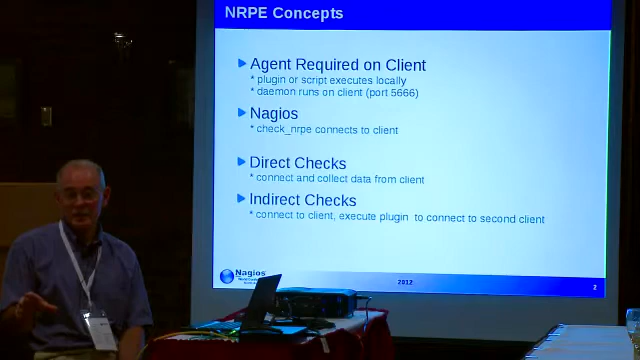 NRPE Concepts
Agent Required on Client
* plugin or script executes locally
* daemon runs on client (port 5666)
Nagios
* check_nrpe connects to client
Direct Checks
* connect and collect data from client
Indirect Checks
* connect to client, execute plugin to connect to second client
Nagios
2012
2